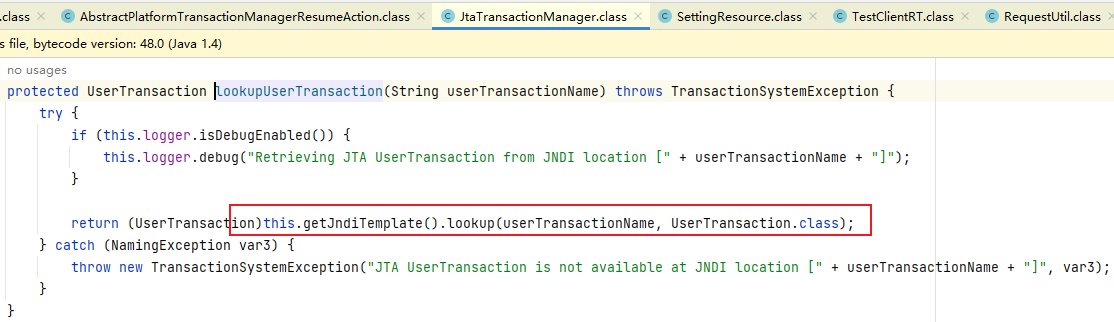 .class AbstractPlatformTransactionManagerResumeAction.class JtaTransactionManager.class SettingResource.class TestClientRT.class RequestUtil.class
s file, bytecode version: 48.0 (Java 1.4)
no usages
protected UserTransaction lookupUserTransaction(String userTransactionName) throws TransactionSystemException {
try {
if (this.logger.isDebugEnabled()) {
this.logger.debug("Retrieving JTA UserTransaction from JNDI location [" + userTransactionName + "]");
}
return (UserTransaction)this.getJndiTemplate().lookup(userTransactionName, UserTransaction.class);
} catch (NamingException var3) {
throw new TransactionSystemException("JTA UserTransaction is not available at JNDI location [" + userTransactionName + "]", var3);
}
}